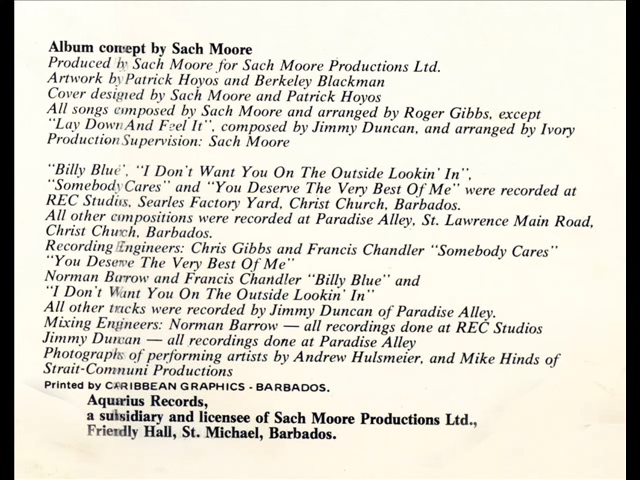 Album concept by Sach Moore
Produced by Sach Moore for Sach Moore Productions Ltd.
Artwork by Patrick Hoyos and Berkeley Blackman
Cover designed by Sach Moore and Patrick Hoyos
All songs composed by Sach Moore and arranged by Roger Gibbs, except
"Lay Down And Feel It", composed by Jimmy Duncan, and arranged by Ivory
Production Supervision: Sach Moore
"Billy Blue", "I Don't Want You On The Outside Lookin' In",
"Somebody Cares" and "You Deserve The Very Best Of Me" were recorded at
REC Studios, Searles Factory Yard, Christ Church, Barbados.
All other compositions were recorded at Paradise Alley, St. Lawrence Main Road,
Christ Church, Barbados.
Recording Engineers: Chris Gibbs and Francis Chandler "Somebody Cares"
"You Deserve The Very Best Of Me"
Norman Barrow and Francis Chandler "Billy Blue" and
"I Don't Want You On The Outside Lookin' In"
All other tracks were recorded by Jimmy Duncan of Paradise Alley.
Mixing Engineers: Norman Barrow — all recordings done at REC Studios
Jimmy Duncan — all recordings done at Paradise Alley
Photographs of performing artists by Andrew Hulsmeier, and Mike Hinds of
Strait-Communi Productions
Printed by CARIBBEAN GRAPHICS - BARBADOS.
Aquarius Records,
a subsidiary and licensee of Sach Moore Productions Ltd.,
Friendly Hall, St. Michael, Barbados.